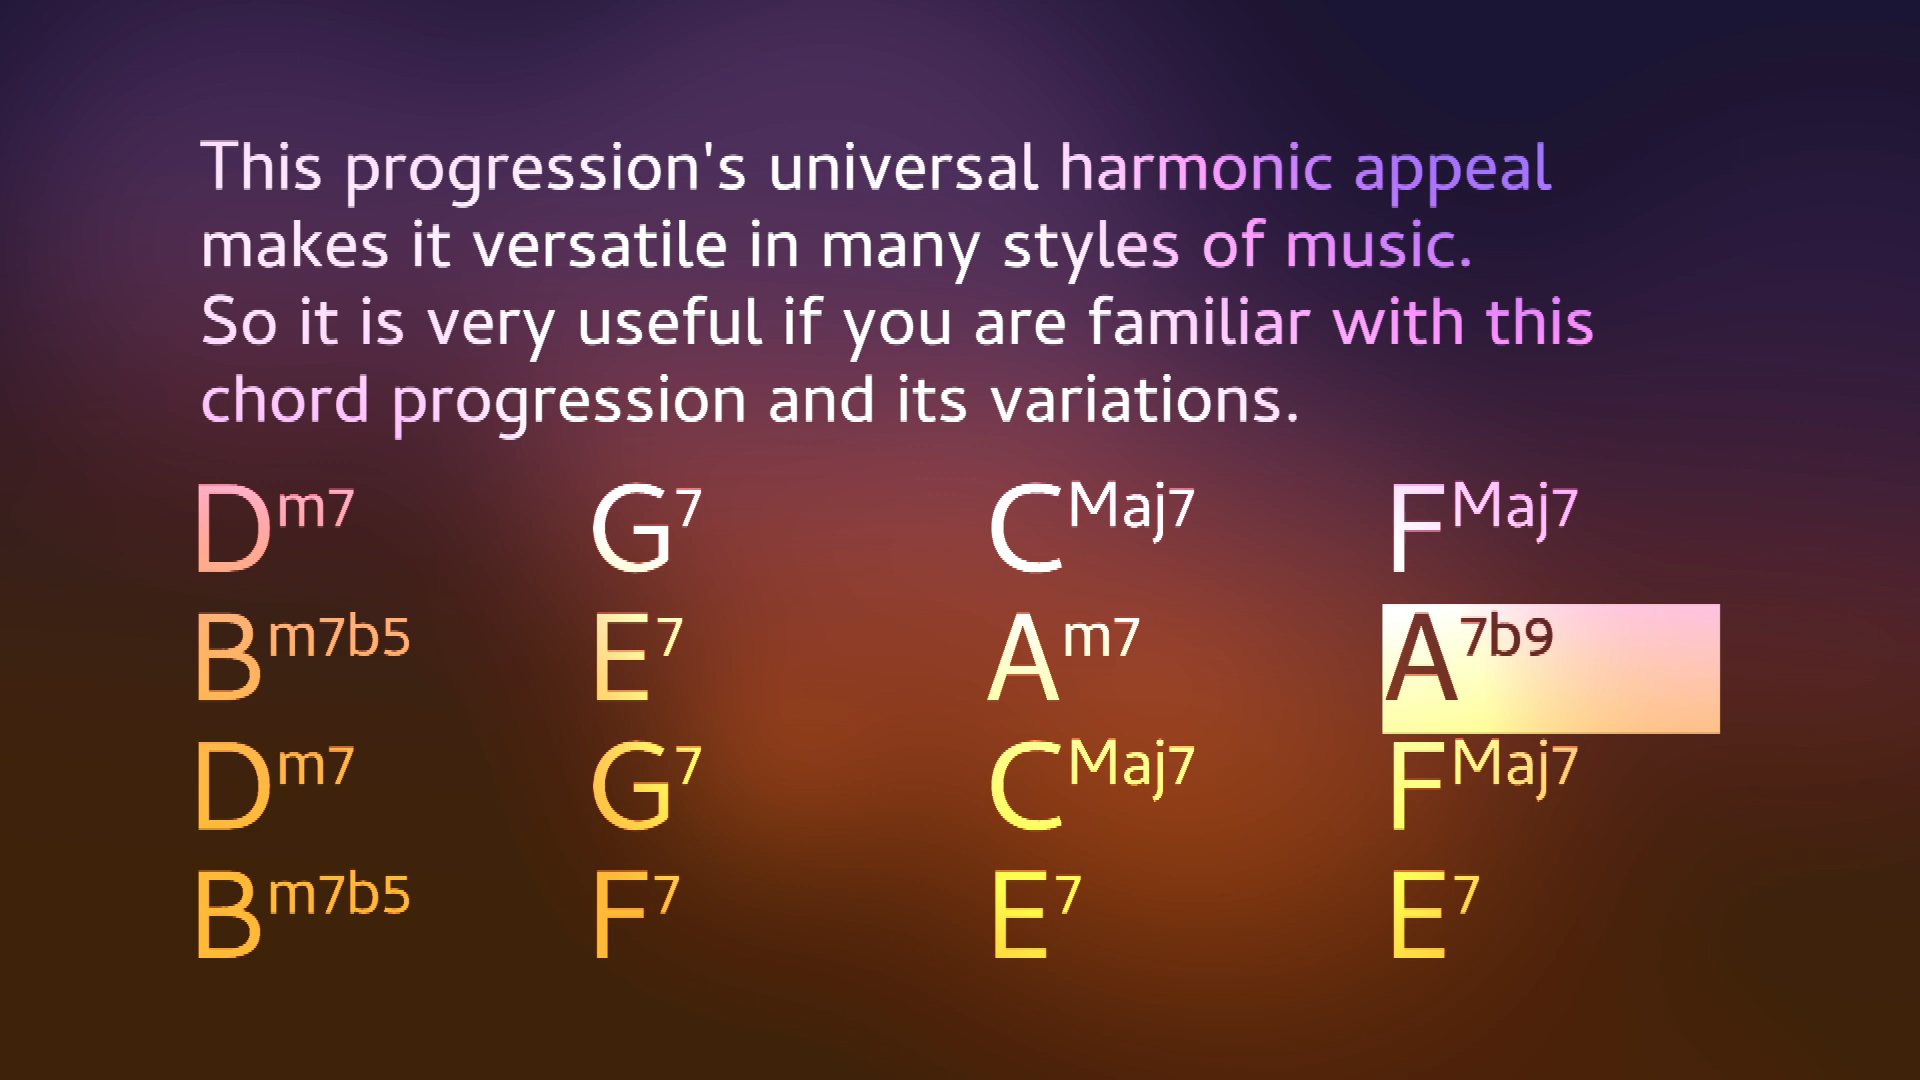 This progression's universal harmonic appeal
makes it versatile in many styles of music.
So it is very useful if you are familiar with this
chord progression and its variations.
Dm7 G7 CMaj7 FMaj7
Bm7b5 E7 Am7 A7b9
Dm7 G7 CMaj7 FMaj7
Bm7b5 F7 E7 E7